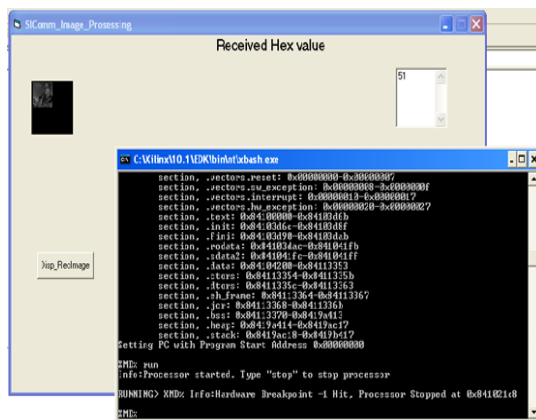 SIComm_Image_Prosessing
Received Hex value
51
Disp_RecImage
C:\Xilinx\10.1\EDK\bin\nt\xbash.exe
section, .vectors.reset: 0x00000000-0x00000007
section, .vectors.sw_exception: 0x00000008-0x0000000f
section, .vectors.interrupt: 0x00000010-0x00000017
section, .vectors.hw_exception: 0x00000020-0x00000027
section, .text: 0x84100000-0x84103d6b
section, .init: 0x84103d6c-0x84103d8f
section, .fini: 0x84103d90-0x84103dab
section, .rodata: 0x84103dac-0x841041fb
section, .sdata2: 0x841041fc-0x841041ff
section, .data: 0x84104200-0x84113353
section, .ctors: 0x84113354-0x8411335b
section, .dtors: 0x8411335c-0x84113363
section, .eh_frame: 0x84113364-0x84113367
section, .jcr: 0x84113368-0x8411336b
section, .bss: 0x84113370-0x8419a413
section, .heap: 0x8419a414-0x8419ac17
section, .stack: 0x8419ac18-0x8419b417
Setting PC with Program Start Address 0x00000000
XMD% run
Info:Processor started. Type "stop" to stop processor
RUNNING> XMD% Info:Hardware Breakpoint -1 Hit, Processor Stopped at 0x841021c8
XMD%